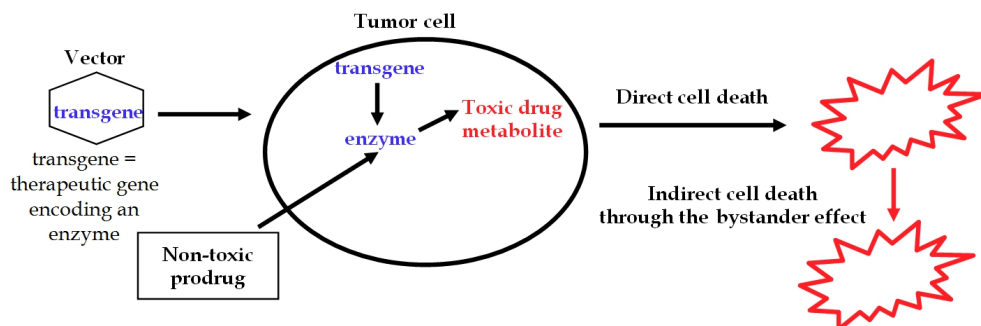 Vector
transgene
transgene =
therapeutic gene
encoding an
enzyme
Non-toxic
prodrug
Tumor cell
transgene
enzyme
Toxic drug
metabolite
Direct cell death
Indirect cell death
through the bystander effect